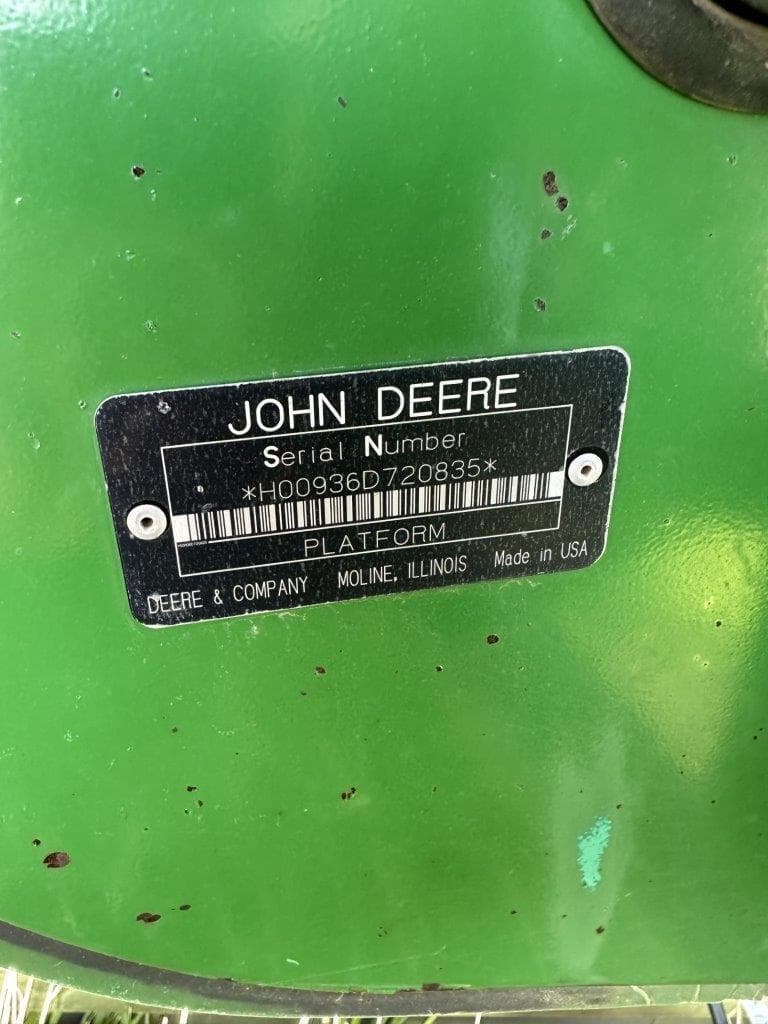 JOHN DEERE
Serial Number
*H00936D720835*
PLATFORM
DEERE & COMPANY MOLINE, ILLINOIS Made in USA